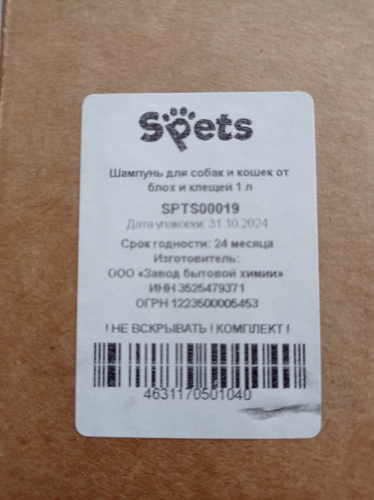 Spets
Шампунь для собак и кошек от
блох и клещей 1 л
SPTS00019
Дата упаковки: 31.10.2024
Срок годности: 24 месяца
Изготовитель:
ООО «Завод бытовой химии»
ИНН 3525479371
ОГРН 1223500005453
! НЕ ВСКРЫВАТЬ ! КОМПЛЕКТ !
4631170501040